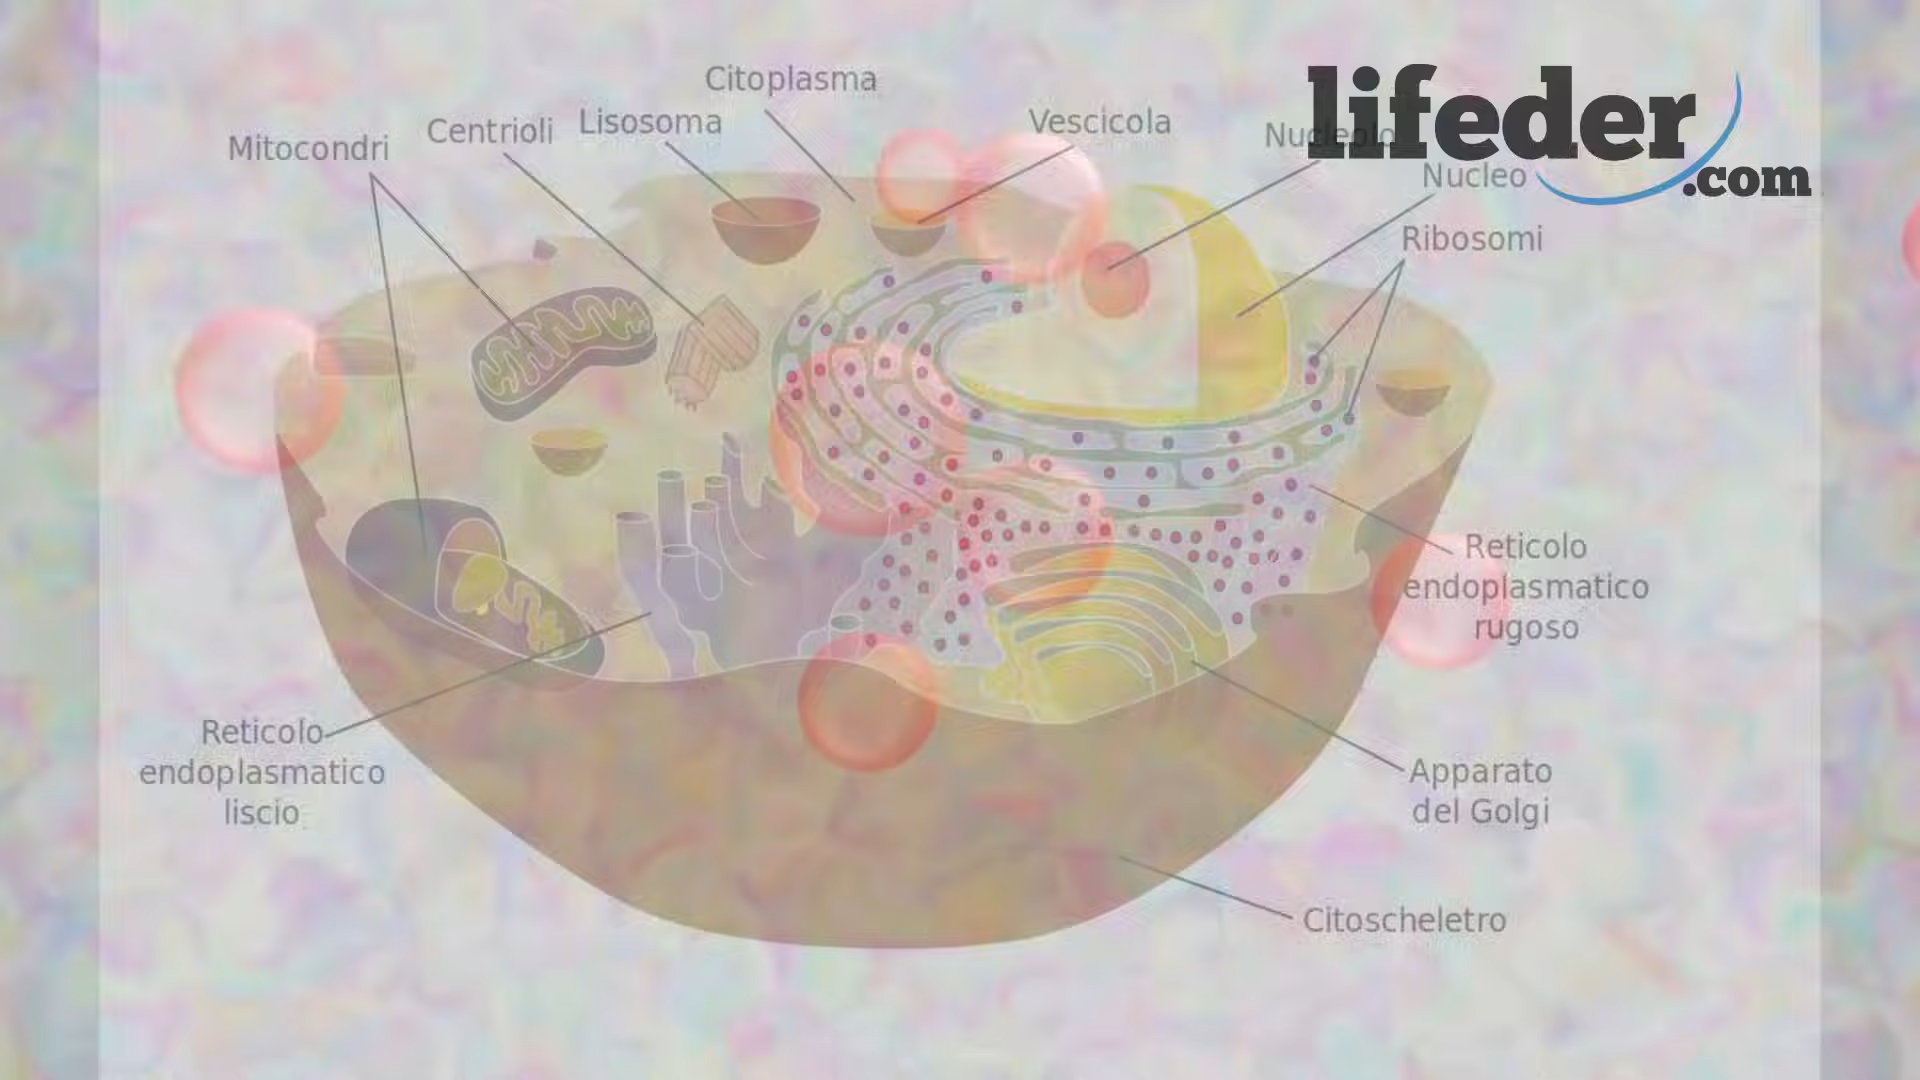 Citoplasma
Lisosoma
Vescicola
Centrioli
Mitocondri
Nucleolo
lifeder
.com
Nucleo
Ribosomi
Reticolo
endoplasmatico
rugoso
Reticolo
endoplasmatico
liscio
Apparato
del Golgi
Citoscheletro